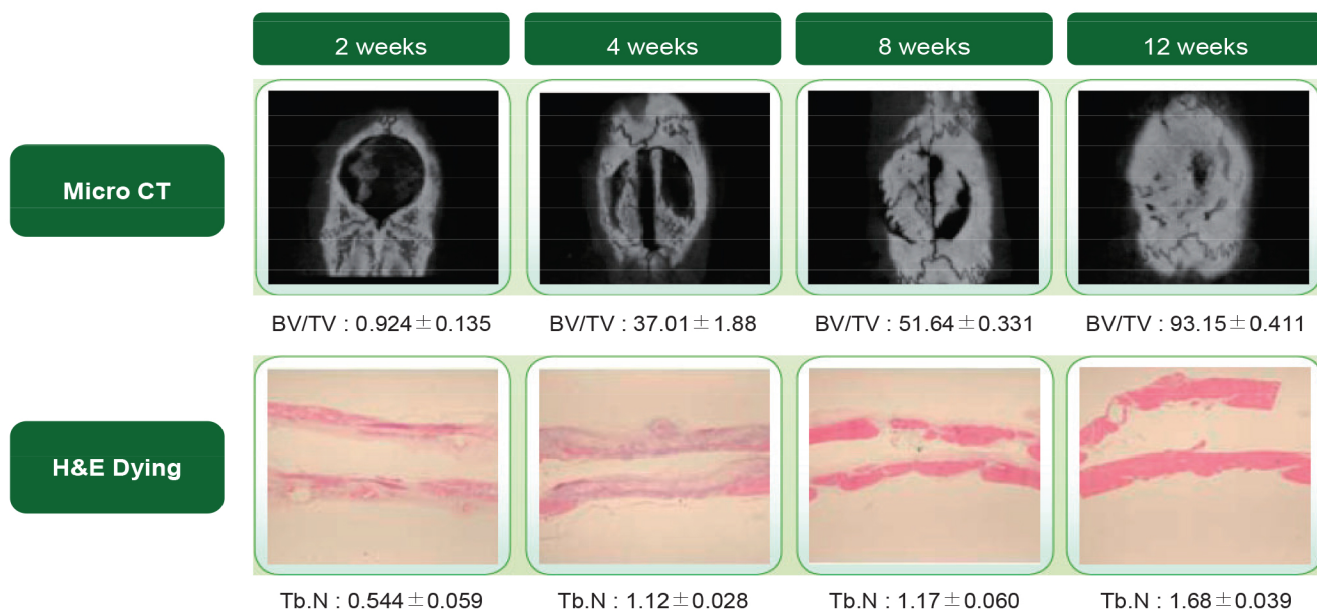 2 weeks
4 weeks
8 weeks
12 weeks
Micro CT
BV/TV : 0.924±0.135
BV/TV : 37.01±1.88
BV/TV : 51.64±0.331
BV/TV : 93.15±0.411
H&E Dying
Tb.N : 0.544±0.059
Tb.N : 1.12±0.028
Tb.N : 1.17±0.060
Tb.N : 1.68±0.039